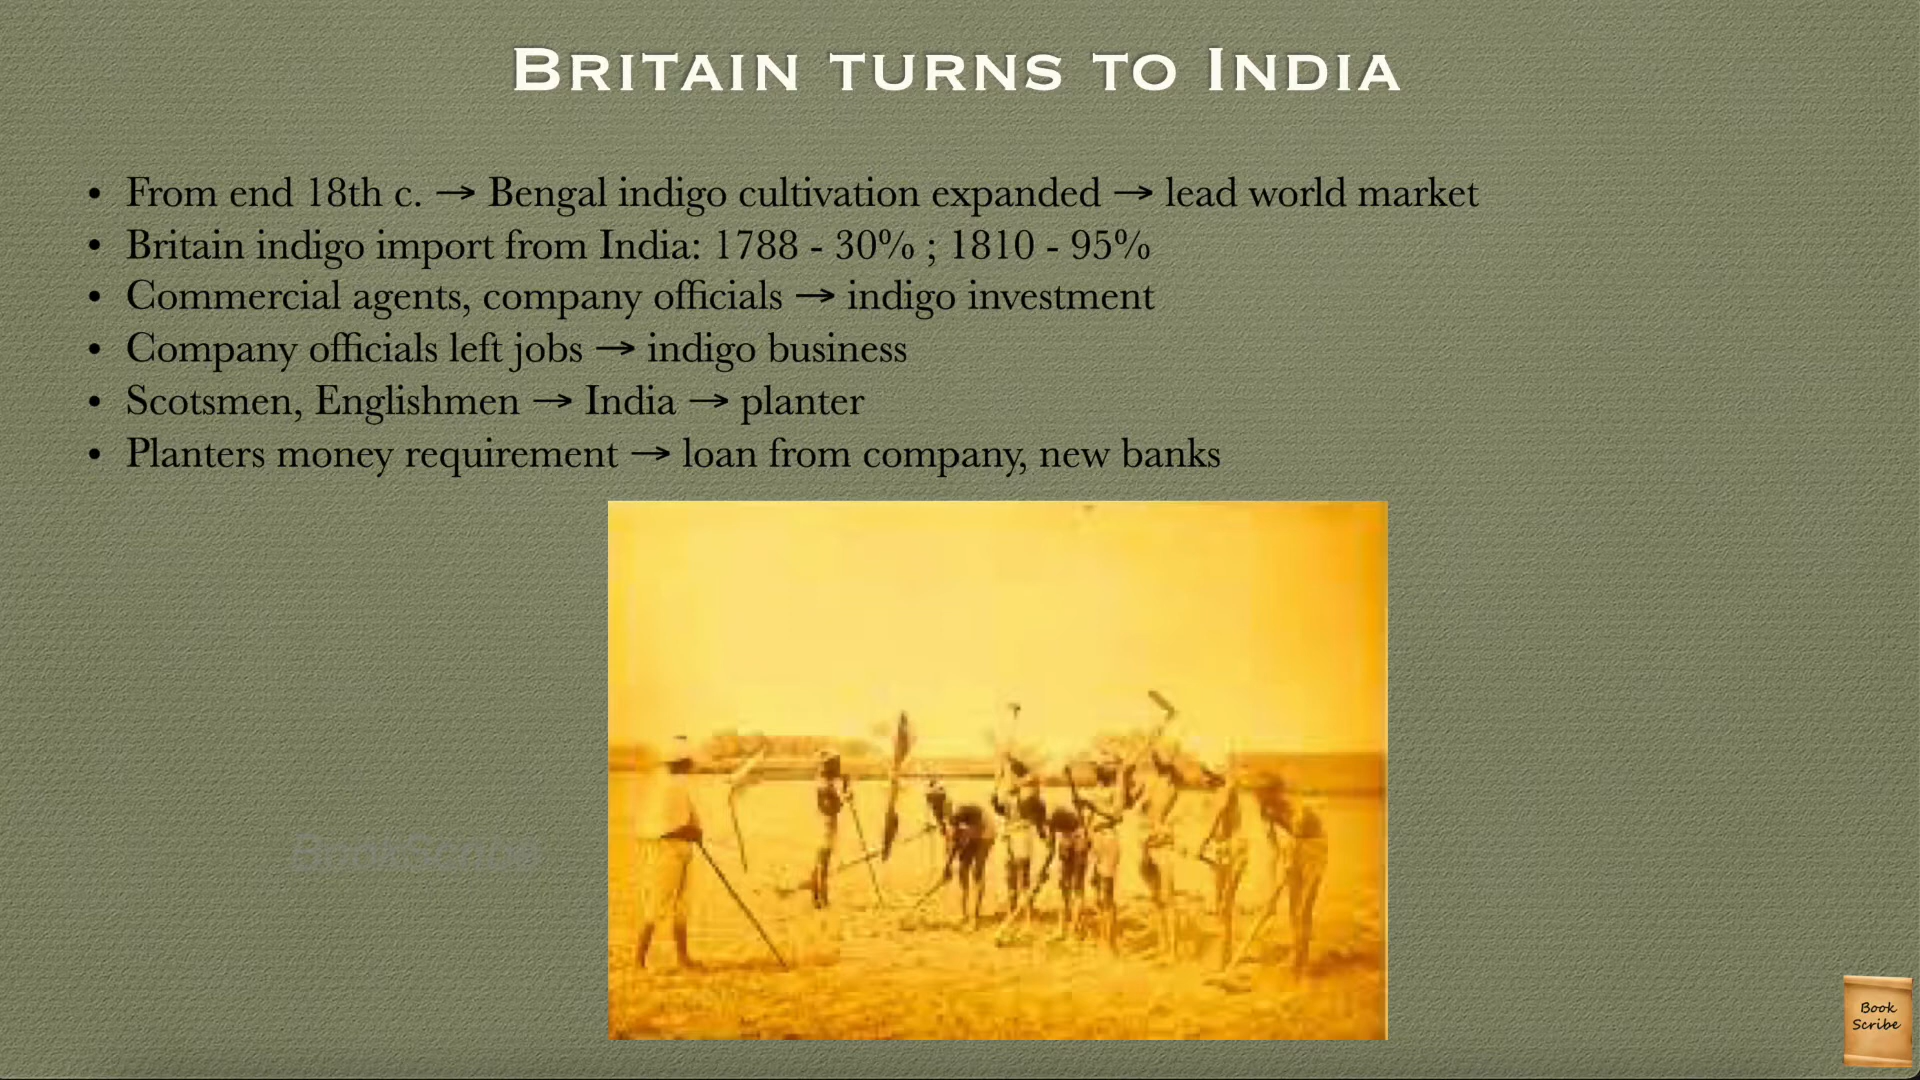 Britain turns to India
• From end 18th c. → Bengal indigo cultivation expanded → lead world market
• Britain indigo import from India: 1788 - 30% ; 1810 - 95%
• Commercial agents, company officials → indigo investment
• Company officials left jobs → indigo business
• Scotsmen, Englishmen → India → planter
• Planters money requirement → loan from company, new banks
BookScribe
Book
Scribe